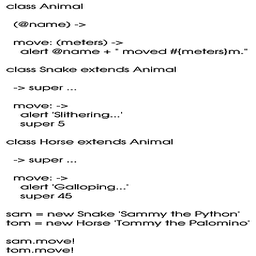 class Animal
(@name) ->
move: (meters) ->
alert @name + " moved #{meters}m."
class Snake extends Animal
-> super ...
move: ->
alert 'Slithering...'
super 5
class Horse extends Animal
-> super ...
move: ->
alert 'Galloping...'
super 45
sam = new Snake 'Sammy the Python'
tom = new Horse 'Tommy the Palomino'
sam.move!
tom.move!